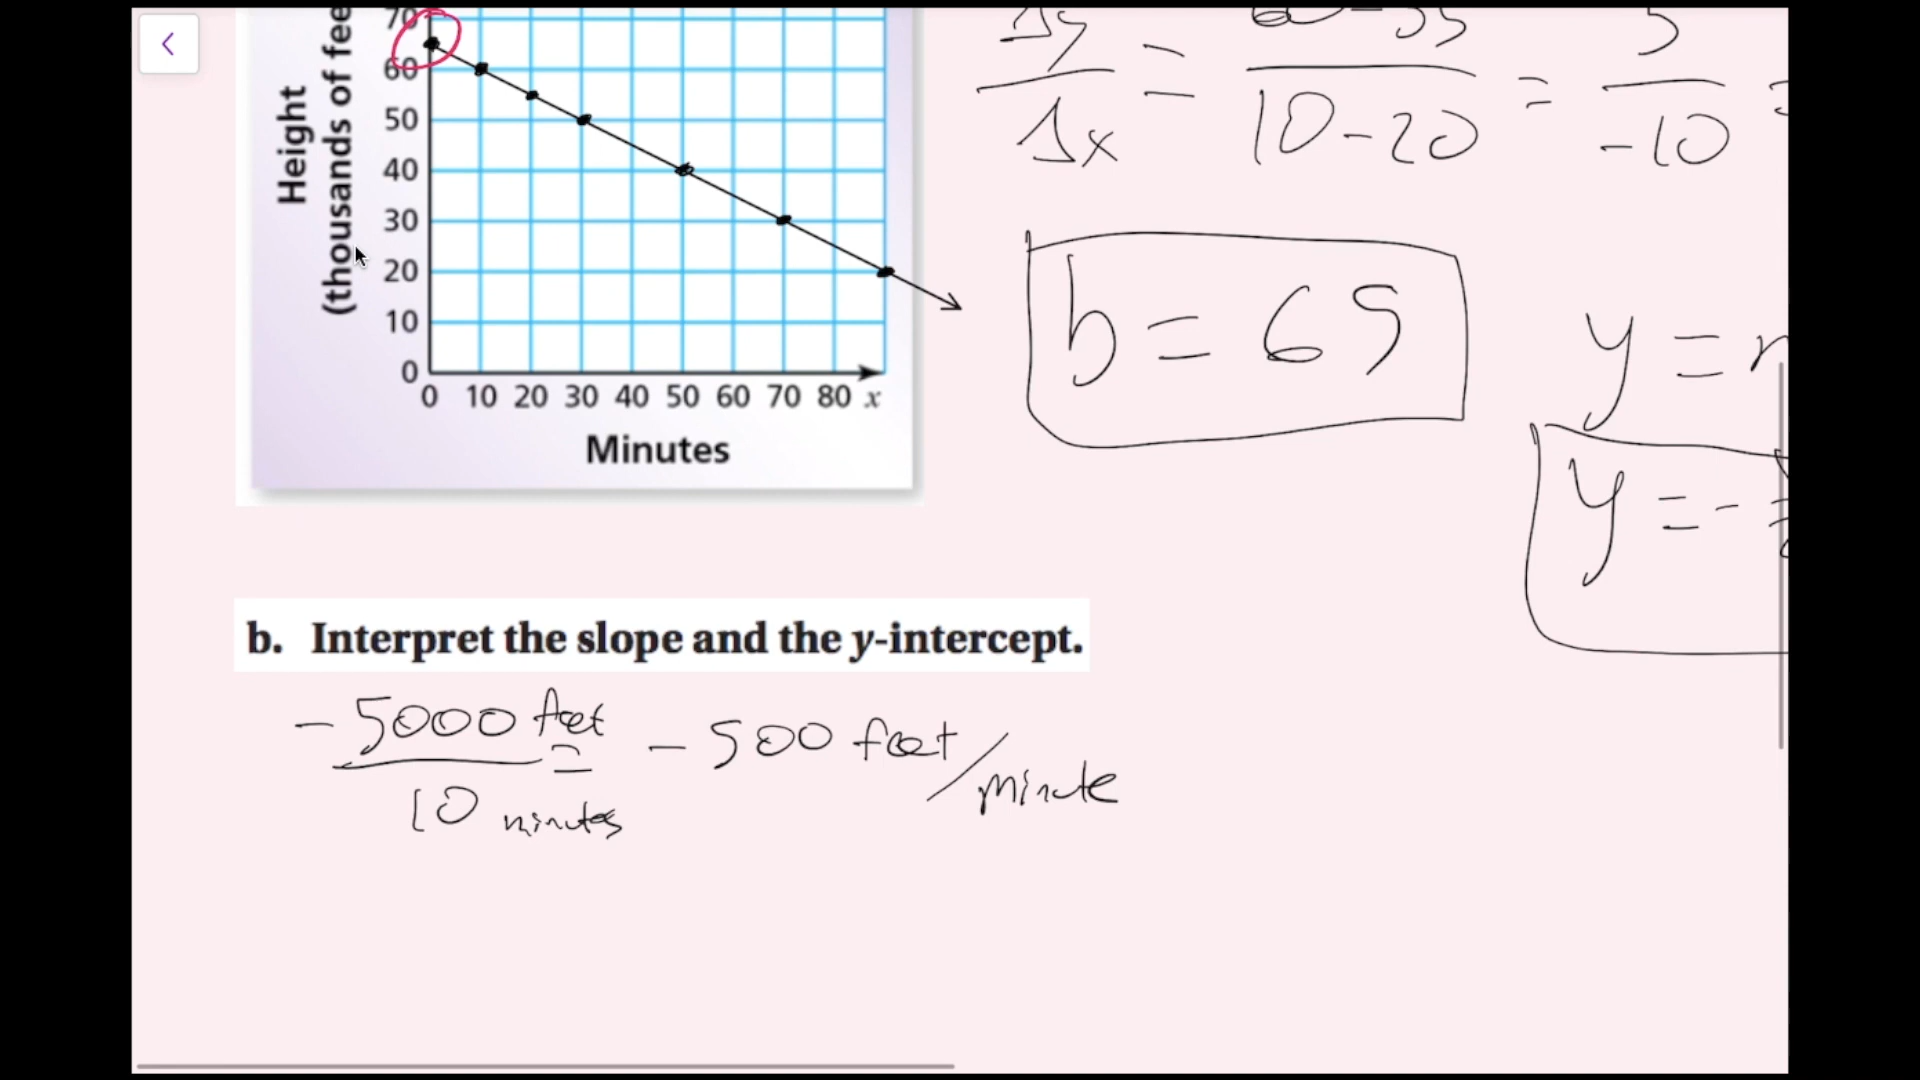 Height
(thousands of fee
70
60
50
40
30
20
10
0
0 10 20 30 40 50 60 70 80 x
Minutes
Δy/Δx = 60-55/10-20 = 5/-10 =
b = 65
y =
y = -
b. Interpret the slope and the y-intercept.
-5000 feet/10 minutes = -500 feet/minute